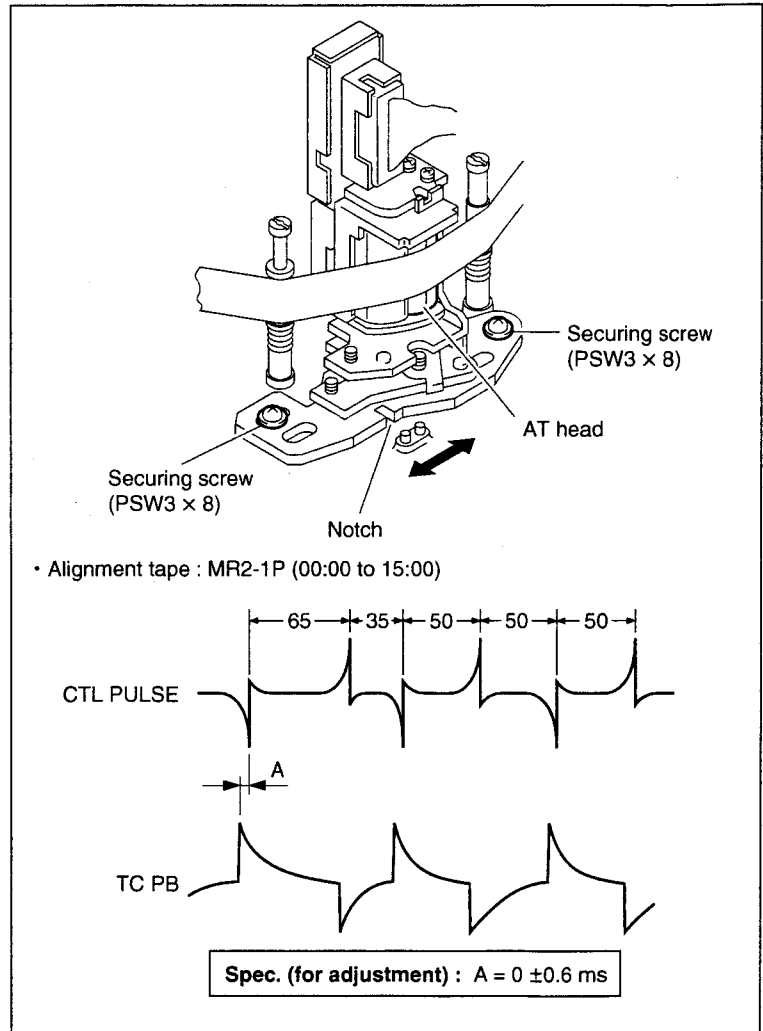 Securing screw
(PSW3 × 8)
AT head
Securing screw
(PSW3 × 8)
Notch
• Alignment tape : MR2-1P (00:00 to 15:00)
65 35 50 50 50
CTL PULSE
A
TC PB
Spec. (for adjustment) : A = 0 ±0.6 ms